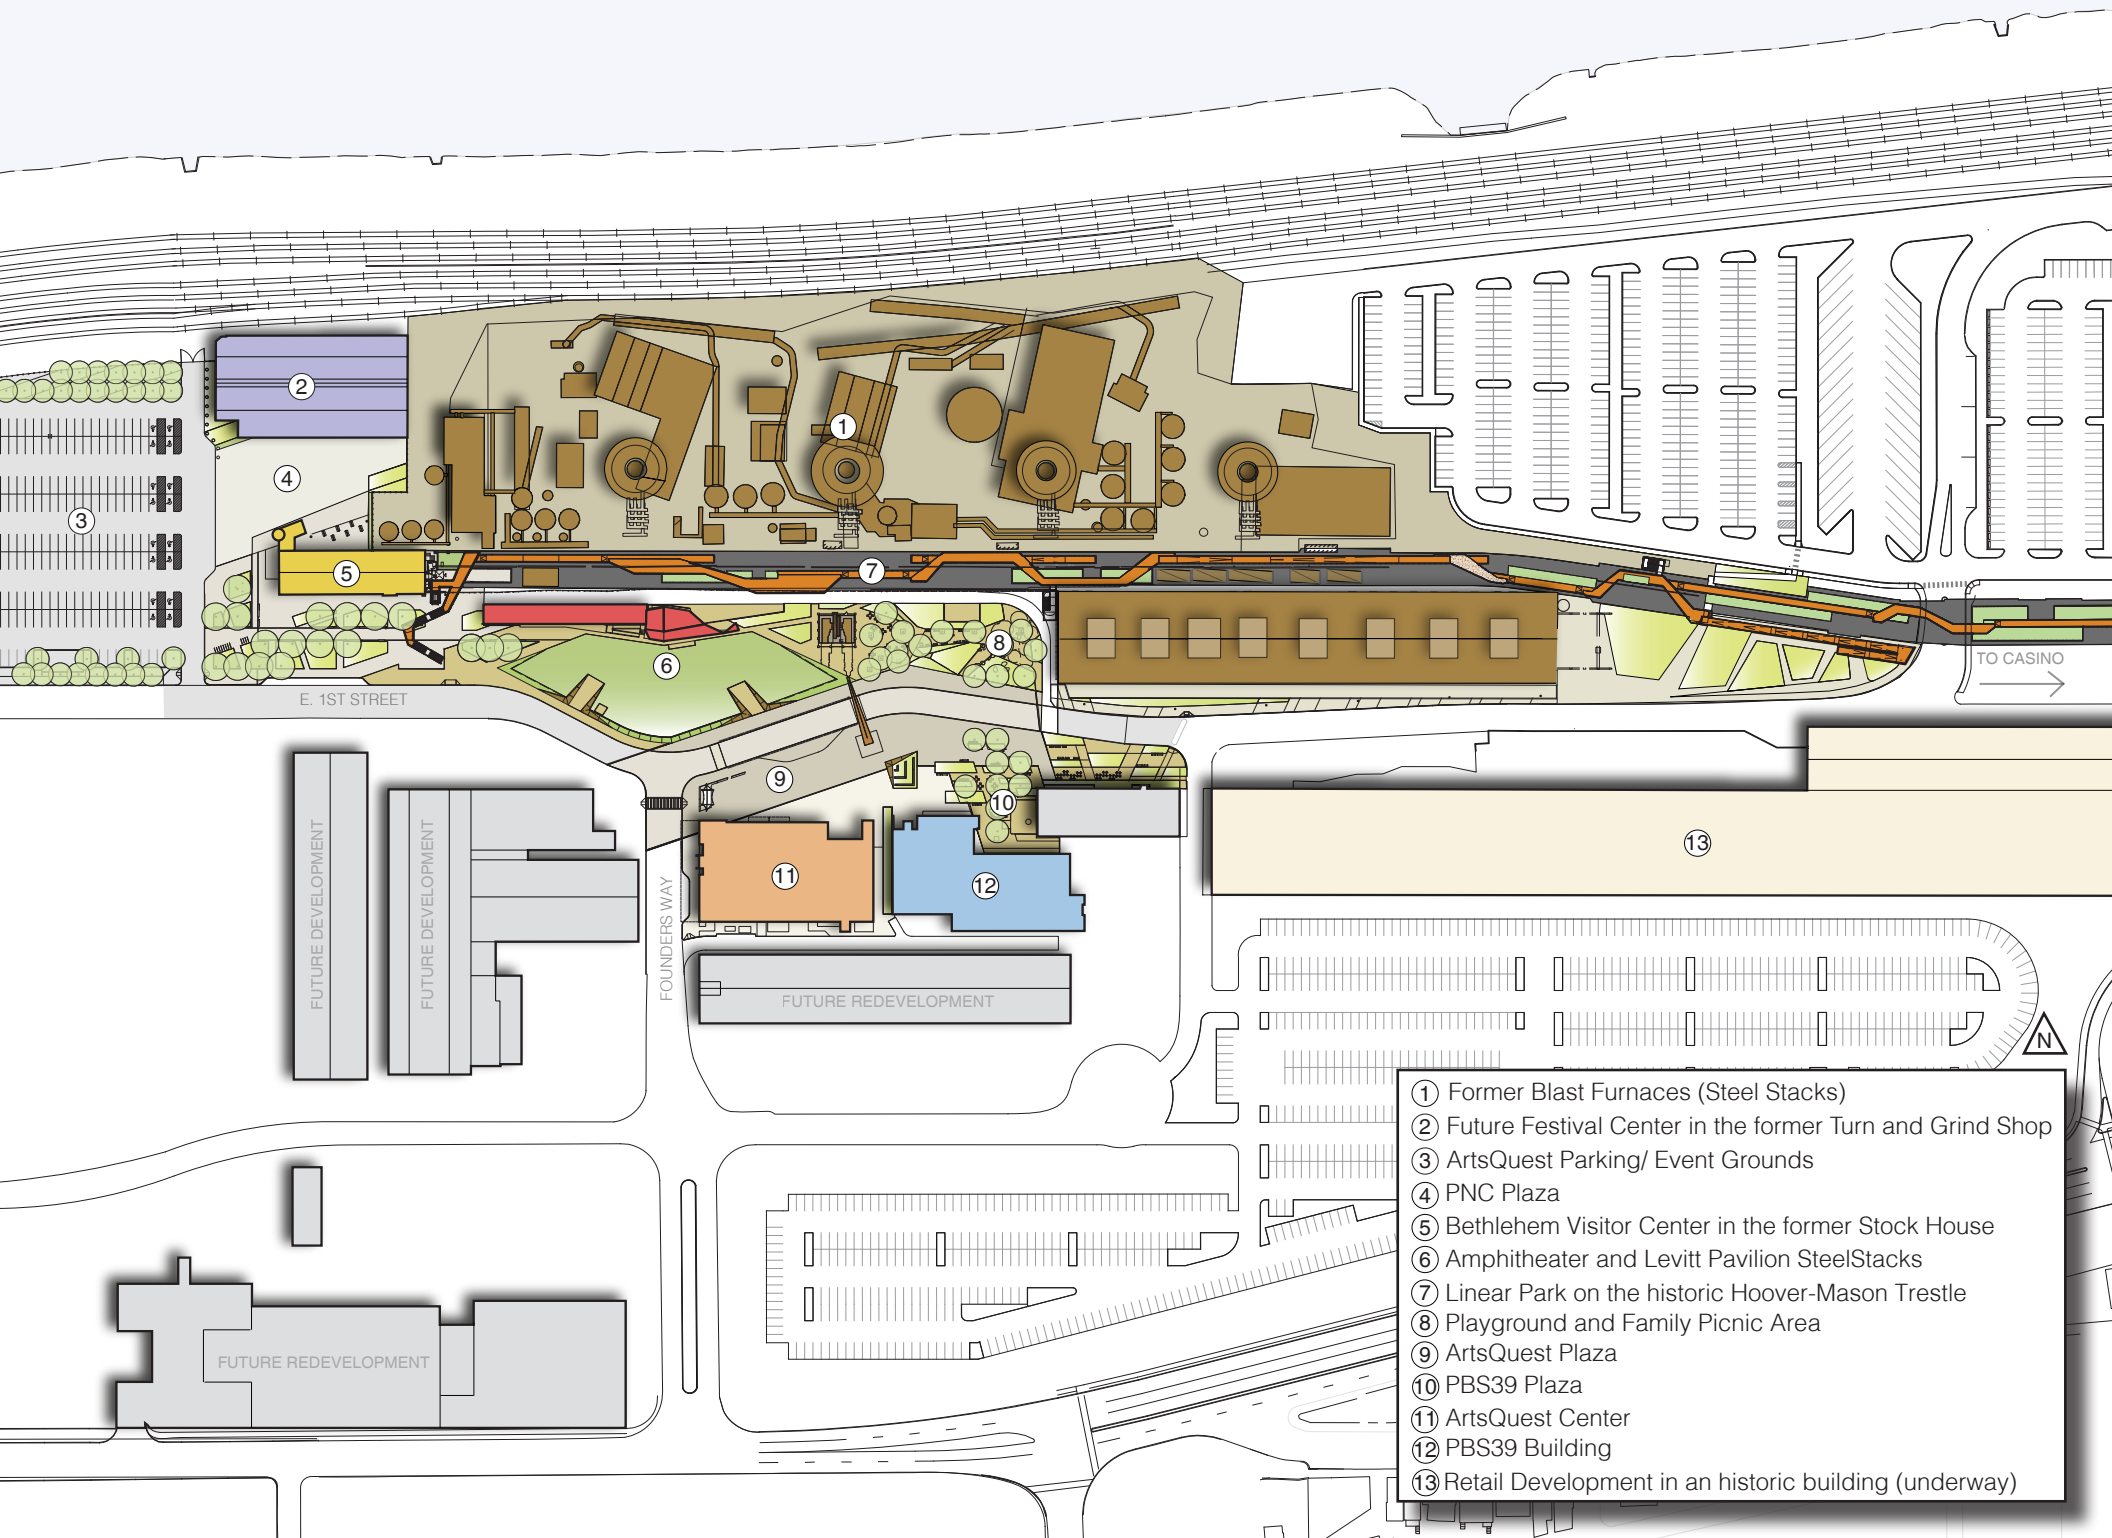 2
1
4
3
5
7
6
8
E. 1ST STREET
TO CASINO
9
10
11
12
13
FUTURE DEVELOPMENT
FUTURE DEVELOPMENT
FOUNDERS WAY
FUTURE REDEVELOPMENT
N
FUTURE REDEVELOPMENT
1 Former Blast Furnaces (Steel Stacks)
2 Future Festival Center in the former Turn and Grind Shop
3 ArtsQuest Parking/ Event Grounds
4 PNC Plaza
5 Bethlehem Visitor Center in the former Stock House
6 Amphitheater and Levitt Pavilion SteelStacks
7 Linear Park on the historic Hoover-Mason Trestle
8 Playground and Family Picnic Area
9 ArtsQuest Plaza
10 PBS39 Plaza
11 ArtsQuest Center
12 PBS39 Building
13 Retail Development in an historic building (underway)